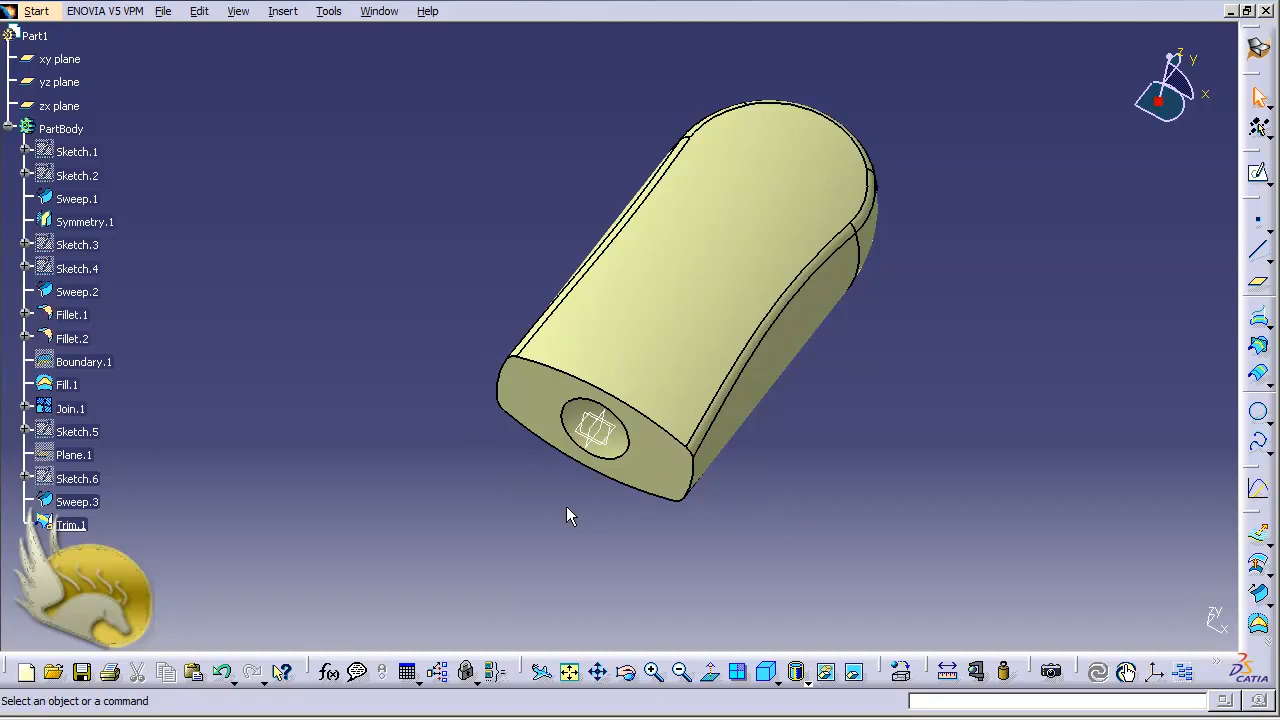 Start ENOVIA V5 VPM File Edit View Insert Tools Window Help
Part1
xy plane
yz plane
zx plane
PartBody
Sketch.1
Sketch.2
Sweep.1
Symmetry.1
Sketch.3
Sketch.4
Sweep.2
Fillet.1
Fillet.2
Boundary.1
Fill.1
Join.1
Sketch.5
Plane.1
Sketch.6
Sweep.3
Trim.1
z
y
x
zy
x
f(x)
CATIA
Select an object or a command